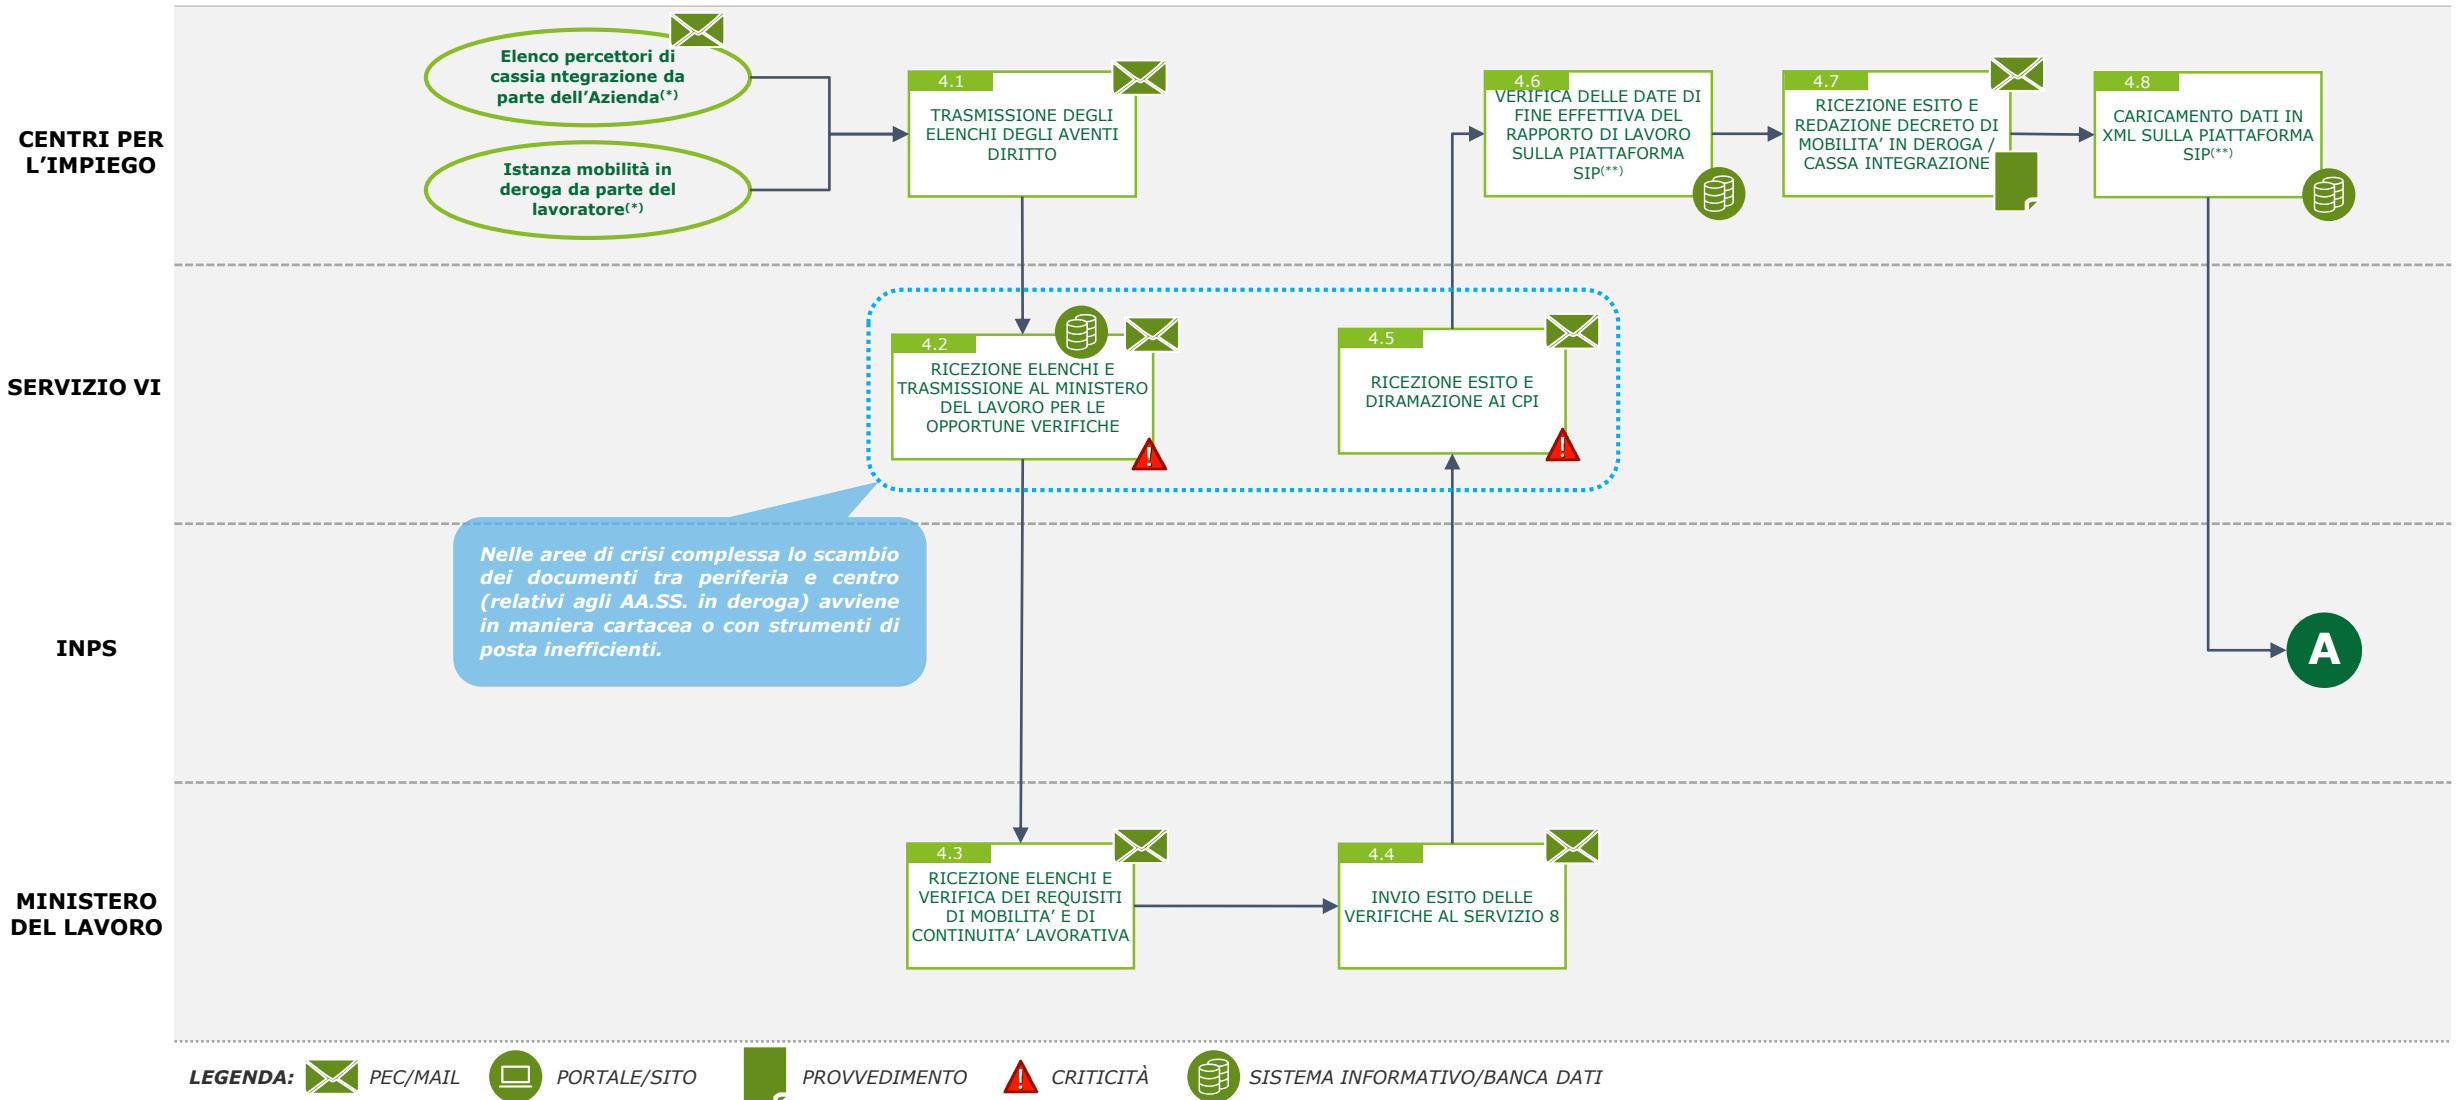 CENTRI PER
L'IMPIEGO
Elenco percettori di
cassia ntegrazione da
parte dell'Azienda(*)
Istanza mobilità in
deroga da parte del
lavoratore(*)
4.1
TRASMISSIONE DEGLI
ELENCHI DEGLI AVENTI
DIRITTO
4.6
VERIFICA DELLE DATE DI
FINE EFFETTIVA DEL
RAPPORTO DI LAVORO
SULLA PIATTAFORMA
SIP(**)
4.7
RICEZIONE ESITO E
REDAZIONE DECRETO DI
MOBILITA' IN DEROGA /
CASSA INTEGRAZIONE
4.8
CARICAMENTO DATI IN
XML SULLA PIATTAFORMA
SIP(**)
SERVIZIO VI
4.2
RICEZIONE ELENCHI E
TRASMISSIONE AL MINISTERO
DEL LAVORO PER LE
OPPORTUNE VERIFICHE
4.5
RICEZIONE ESITO E
DIRAMAZIONE AI CPI
Nelle aree di crisi complessa lo scambio
dei documenti tra periferia e centro
(relativi agli AA.SS. in deroga) avviene
in maniera cartacea o con strumenti di
posta inefficienti.
INPS
A
MINISTERO
DEL LAVORO
4.3
RICEZIONE ELENCHI E
VERIFICA DEI REQUISITI
DI MOBILITA' E DI
CONTINUITA' LAVORATIVA
4.4
INVIO ESITO DELLE
VERIFICHE AL SERVIZIO 8
LEGENDA: PEC/MAIL PORTALE/SITO PROVVEDIMENTO CRITICITÀ SISTEMA INFORMATIVO/BANCA DATI